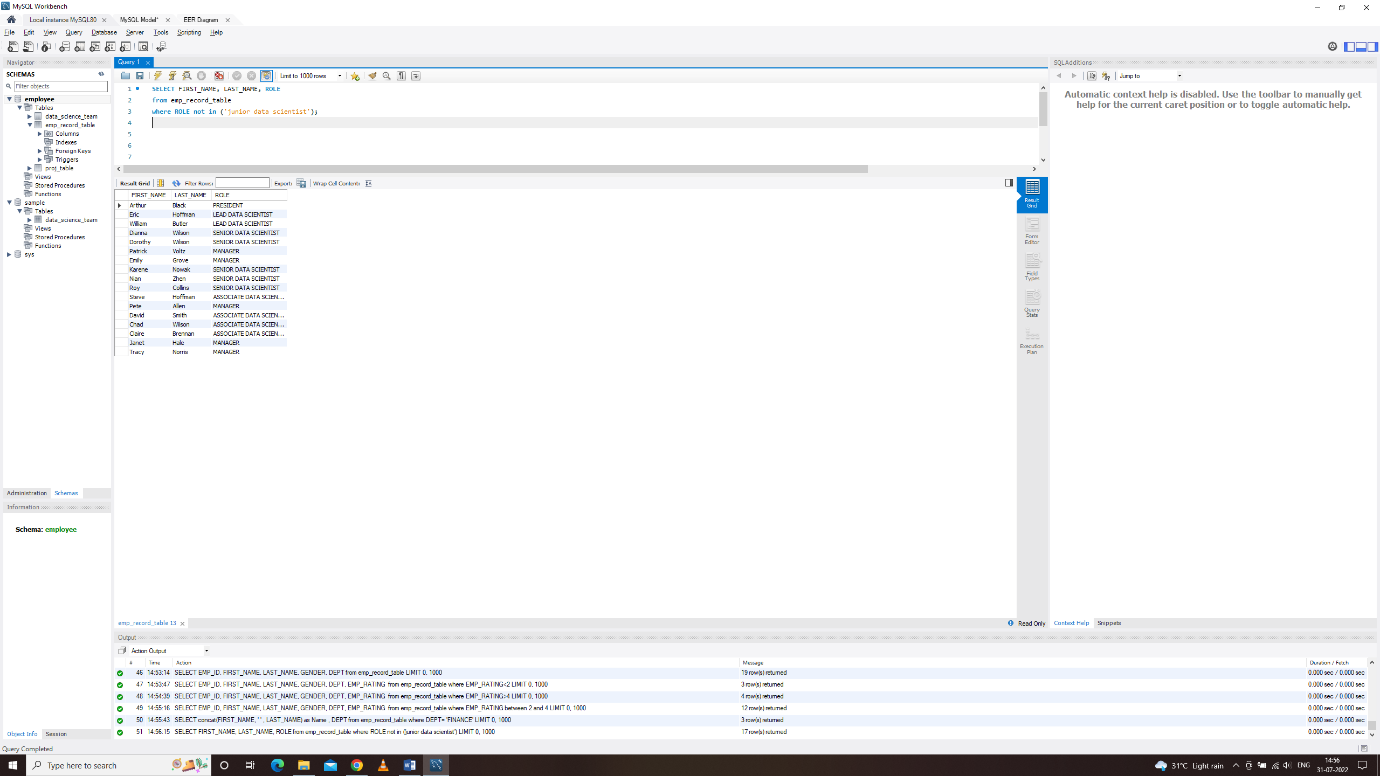 MySQL Workbench
Local instance MySQL80 × MySQL Model* × EER Diagram ×
File Edit View Query Database Server Tools Scripting Help
Navigator
SCHEMAS
Filter objects
employee
Tables
data_science_team
emp_record_table
Columns
Indexes
Foreign Keys
Triggers
proj_table
Views
Stored Procedures
Functions
sample
Tables
data_science_team
Views
Stored Procedures
Functions
sys
Administration Schemas
Information
Schema: employee
Object Info Session
Query 1 ×
Limit to 1000 rows
1 SELECT FIRST_NAME, LAST_NAME, ROLE
2 from emp_record_table
3 where ROLE not in ('junior data scientist');
4
5
6
7
Result Grid Filter Rows: Export: Wrap Cell Content:
FIRST_NAME LAST_NAME ROLE
Arthur Black PRESIDENT
Eric Hoffman LEAD DATA SCIENTIST
William Butler LEAD DATA SCIENTIST
Dianna Wilson SENIOR DATA SCIENTIST
Dorothy Wilson SENIOR DATA SCIENTIST
Patrick Voltz MANAGER
Emily Grove MANAGER
Karene Nowak SENIOR DATA SCIENTIST
Nian Zhen SENIOR DATA SCIENTIST
Roy Collins SENIOR DATA SCIENTIST
Steve Hoffman ASSOCIATE DATA SCIEN...
Pete Allen MANAGER
David Smith ASSOCIATE DATA SCIEN...
Chad Wilson ASSOCIATE DATA SCIEN...
Claire Brennan ASSOCIATE DATA SCIEN...
Janet Hale MANAGER
Tracy Norris MANAGER
Result
Grid
Form
Editor
Field
Types
Query
Stats
Execution
Plan
emp_record_table 13 ×
Read Only
SQLAdditions
Jump to
Automatic context help is disabled. Use the toolbar to manually get
help for the current caret position or to toggle automatic help.
Context Help Snippets
Output
Action Output
# Time Action Message Duration / Fetch
46 14:53:14 SELECT EMP_ID, FIRST_NAME, LAST_NAME, GENDER, DEPT from emp_record_table LIMIT 0, 1000 19 row(s) returned 0.000 sec / 0.000 sec
47 14:53:47 SELECT EMP_ID, FIRST_NAME, LAST_NAME, GENDER, DEPT, EMP_RATING from emp_record_table where EMP_RATING<2 LIMIT 0, 1000 3 row(s) returned 0.000 sec / 0.000 sec
48 14:54:39 SELECT EMP_ID, FIRST_NAME, LAST_NAME, GENDER, DEPT, EMP_RATING from emp_record_table where EMP_RATING>4 LIMIT 0, 1000 4 row(s) returned 0.000 sec / 0.000 sec
49 14:55:16 SELECT EMP_ID, FIRST_NAME, LAST_NAME, GENDER, DEPT, EMP_RATING from emp_record_table where EMP_RATING between 2 and 4 LIMIT 0, 1000 12 row(s) returned 0.000 sec / 0.000 sec
50 14:55:43 SELECT concat(FIRST_NAME, " " , LAST_NAME) as Name , DEPT from emp_record_table where DEPT= 'FINANCE' LIMIT 0, 1000 3 row(s) returned 0.000 sec / 0.000 sec
51 14:56:15 SELECT FIRST_NAME, LAST_NAME, ROLE from emp_record_table where ROLE not in ('junior data scientist') LIMIT 0, 1000 17 row(s) returned 0.000 sec / 0.000 sec
Query Completed
Type here to search
31°C Light rain
ENG
14:56
31-07-2022